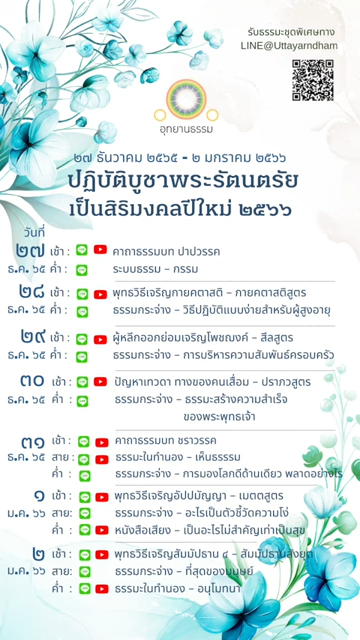 รับธรรมะชุดพิเศษทาง
LINE@Uttayarndham
อุทยานธรรม
๒๗ ธันวาคม ๒๕๖๕ - ๒ มกราคม ๒๕๖๖
ปฏิบัติบูชาพระรัตนตรัย
เป็นสิริมงคลปีใหม่ ๒๕๖๖
วันที่
๒๗ เช้า : คาถาธรรมบท ปาปวรรค
ธ.ค. ๖๕ ค่ำ : ระบบธรรม - กรรม
๒๘ เช้า : พุทธวิธีเจริญกายคตาสติ - กายคตาสติสูตร
ธ.ค. ๖๕ ค่ำ : ธรรมกระจ่าง - วิธีปฏิบัติแบบง่ายสำหรับผู้สูงอายุ
๒๙ เช้า : ผู้หลีกออกย่อมเจริญโพชฌงค์ - สีลสูตร
ธ.ค. ๖๕ ค่ำ : ธรรมกระจ่าง - การบริหารความสัมพันธ์ครอบครัว
๓๐ เช้า : ปัญหาเทวดา ทางของคนเสื่อม - ปราภวสูตร
ธ.ค. ๖๕ ค่ำ : ธรรมกระจ่าง - ธรรมะสร้างความสำเร็จ
ของพระพุทธเจ้า
๓๑ เช้า : คาถาธรรมบท ชราวรรค
ธ.ค. ๖๕ สาย: ธรรมะในทำนอง - เห็นธรรรม
ค่ำ : ธรรมกระจ่าง - การมองโลกดีด้านเดียว พลาดอย่างไร
๑ เช้า : พุทธวิธีเจริญอัปปมัญญา - เมตตสูตร
ม.ค. ๖๖ สาย: ธรรมกระจ่าง - อะไรเป็นตัวชี้วัดความโง่
ค่ำ : หนังสือเสียง - เป็นอะไรไม่สำคัญเท่าเป็นสุข
๒ เช้า : พุทธวิธีเจริญสัมมัปธาน ๔ - สัมมัปธานสังยุต
ม.ค. ๖๖ สาย: ธรรมกระจ่าง - ที่สุดของมนุษย์
ค่ำ : ธรรมะในทำนอง - อนุโมทนา